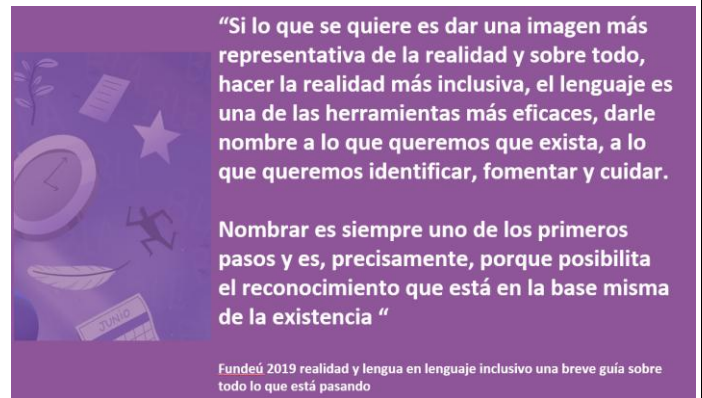 “Si lo que se quiere es dar una imagen más
representativa de la realidad y sobre todo,
hacer la realidad más inclusiva, el lenguaje es
una de las herramientas más eficaces, darle
nombre a lo que queremos que exista, a lo
que queremos identificar, fomentar y cuidar.
Nombrar es siempre uno de los primeros
pasos y es, precisamente, porque posibilita
el reconocimiento que está en la base misma
de la existencia “
Fundeú 2019 realidad y lengua en lenguaje inclusivo una breve guía sobre
todo lo que está pasando
JUNIO